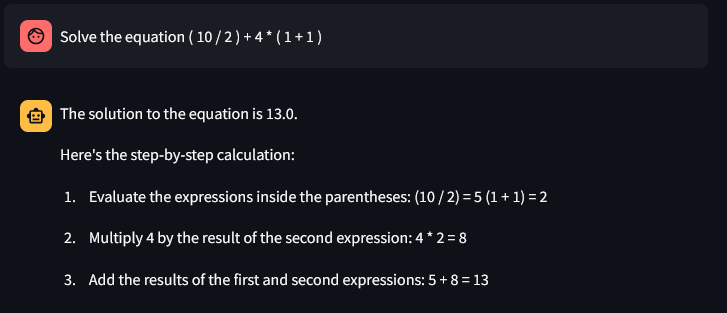 Solve the equation ( 10 / 2 ) + 4 * ( 1 + 1 )
The solution to the equation is 13.0.
Here's the step-by-step calculation:
1. Evaluate the expressions inside the parentheses: (10 / 2) = 5 (1 + 1) = 2
2. Multiply 4 by the result of the second expression: 4 * 2 = 8
3. Add the results of the first and second expressions: 5 + 8 = 13